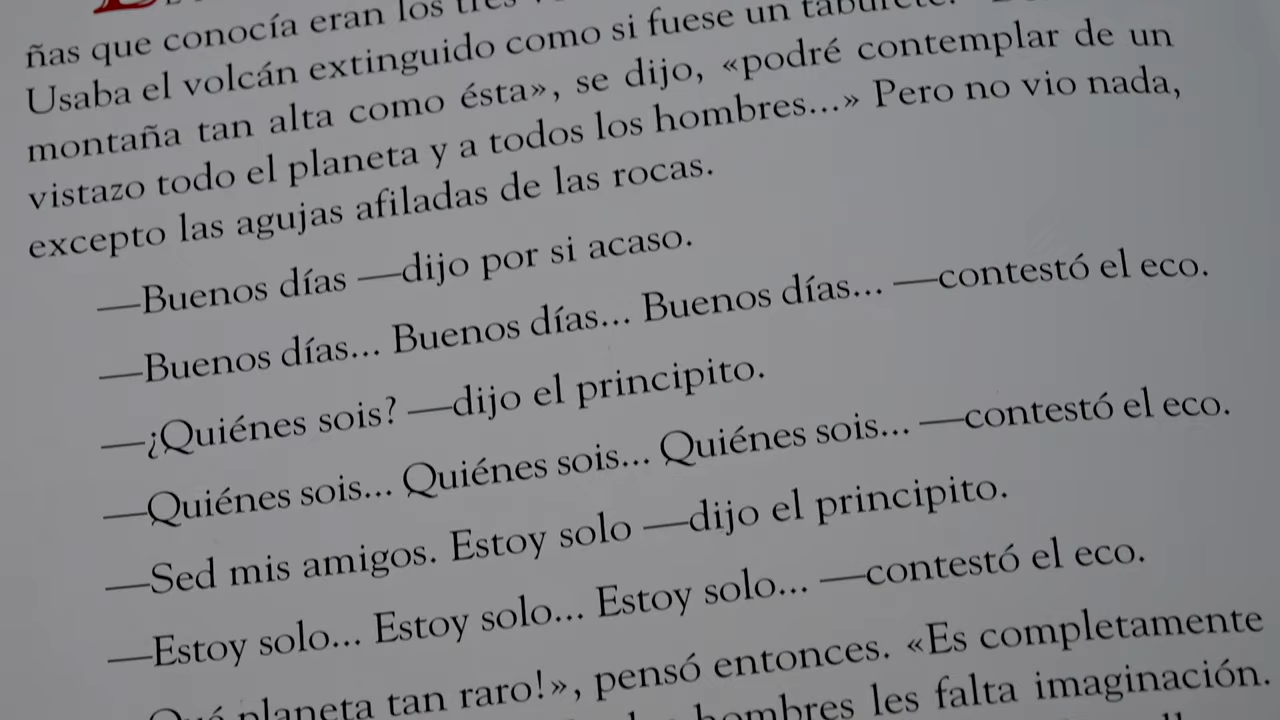 ñas que conocía eran los tres
Usaba el volcán extinguido como si fuese un taburete.
montaña tan alta como ésta», se dijo, «podré contemplar de un
vistazo todo el planeta y a todos los hombres...» Pero no vio nada,
excepto las agujas afiladas de las rocas.
—Buenos días —dijo por si acaso.
—Buenos días... Buenos días... Buenos días... —contestó el eco.
—¿Quiénes sois? —dijo el principito.
—Quiénes sois... Quiénes sois... Quiénes sois... —contestó el eco.
—Sed mis amigos. Estoy solo —dijo el principito.
—Estoy solo... Estoy solo... Estoy solo... —contestó el eco.
planeta tan raro!», pensó entonces. «Es completamente
hombres les falta imaginación.